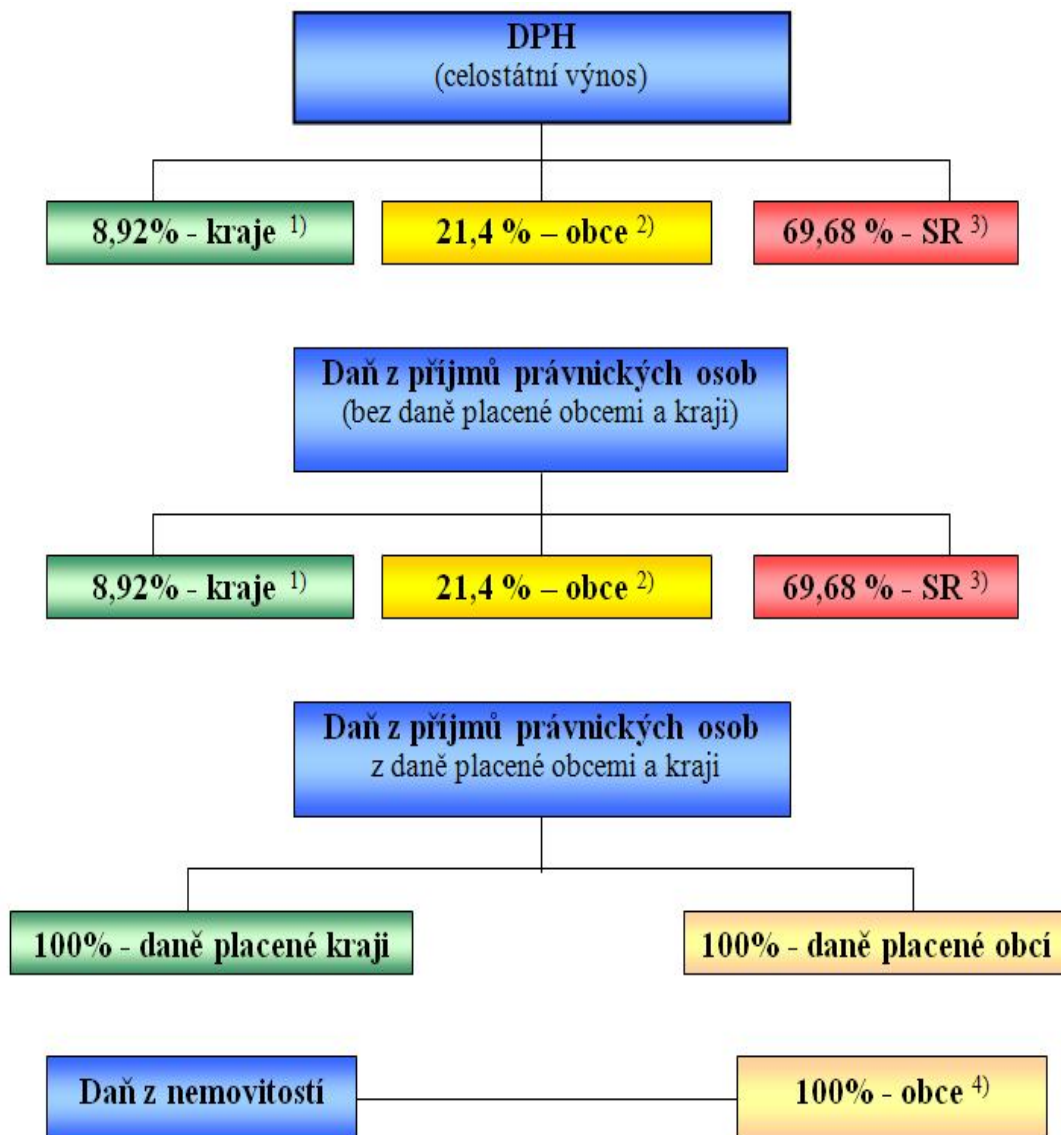 DPH
(celostátní výnos)
8,92% - kraje 1)
21,4 % – obce 2)
69,68 % - SR 3)
Daň z příjmů právnických osob
(bez daně placené obcemi a kraji)
8,92% - kraje 1)
21,4 % – obce 2)
69,68 % - SR 3)
Daň z příjmů právnických osob
z daně placené obcemi a kraji
100% - daně placené kraji
100% - daně placené obcí
Daň z nemovitostí
100% - obce 4)